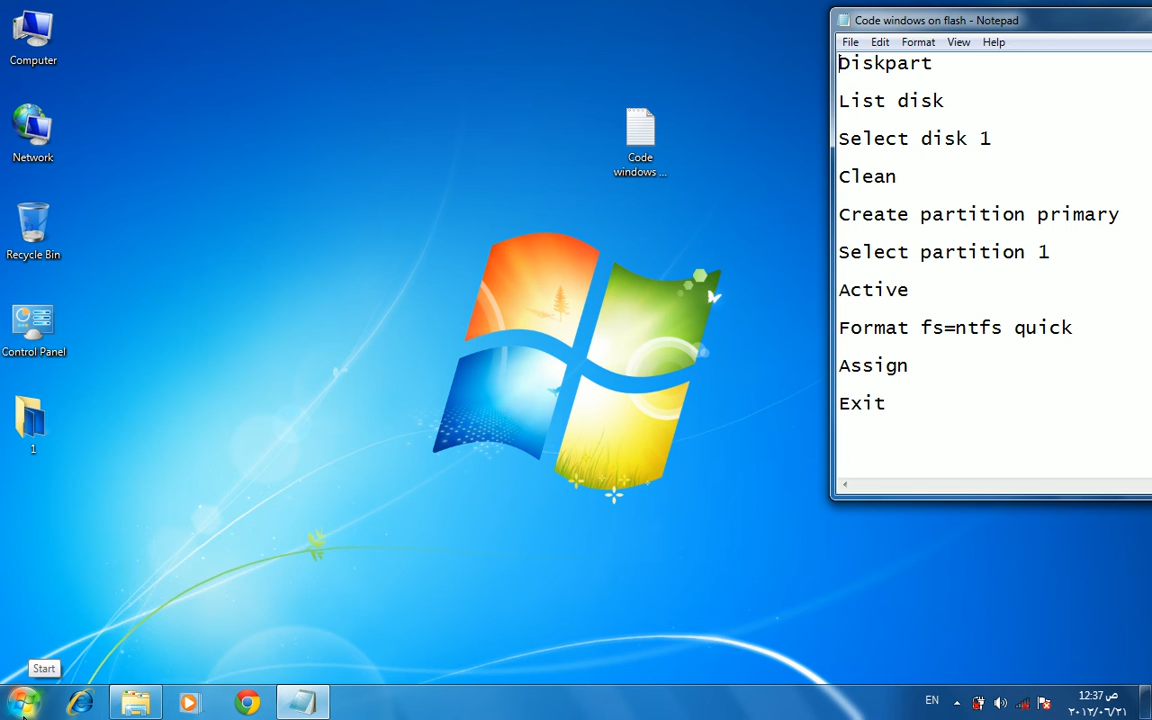 Computer
Network
Recycle Bin
Control Panel
1
Code
windows ...
Code windows on flash - Notepad
File Edit Format View Help
Diskpart
List disk
Select disk 1
Clean
Create partition primary
Select partition 1
Active
Format fs=ntfs quick
Assign
Exit
Start
EN
12:37 ص
٢٠١٢/٠٦/٢١